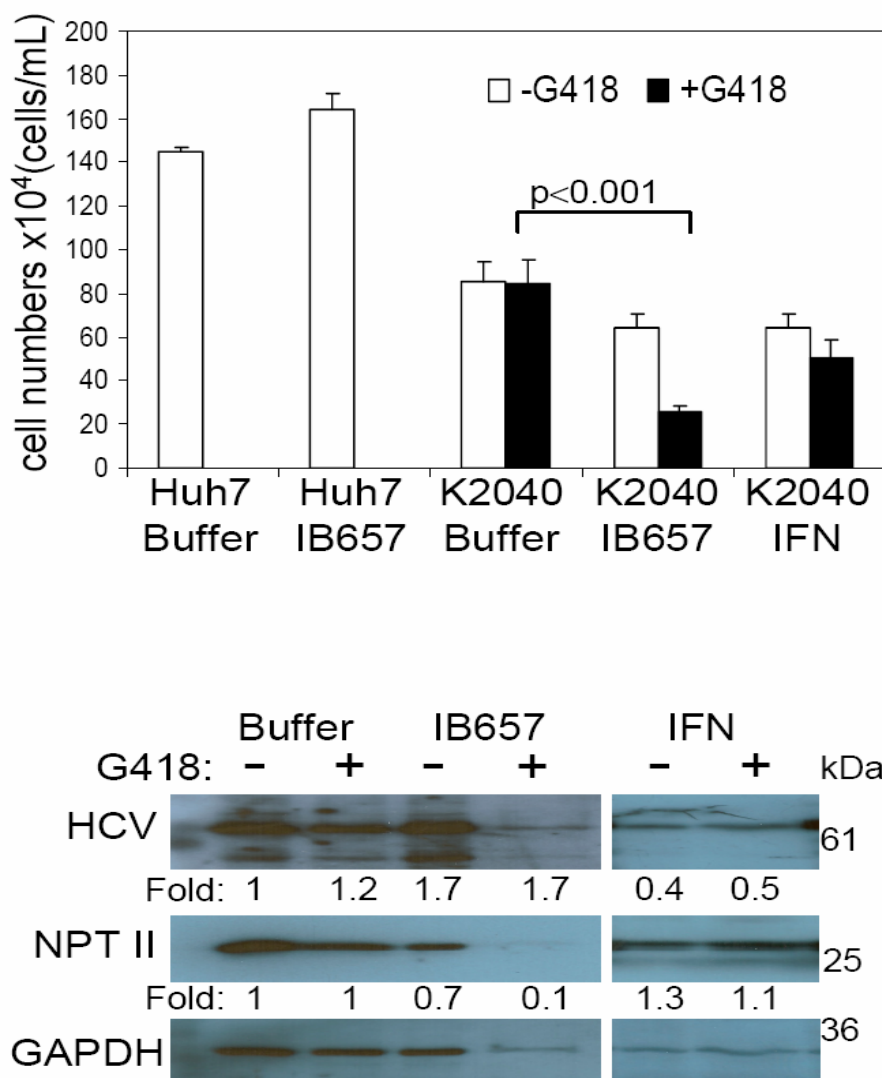 200
180
160
140
120
100
80
60
40
20
0
cell numbers x10⁴(cells/mL)
-G418 +G418
p<0.001
Huh7 Huh7 K2040 K2040 K2040
Buffer IB657 Buffer IB657 IFN
Buffer IB657 IFN
G418: − + − + − + kDa
HCV 61
Fold: 1 1.2 1.7 1.7 0.4 0.5
NPT II 25
Fold: 1 1 0.7 0.1 1.3 1.1
36
GAPDH